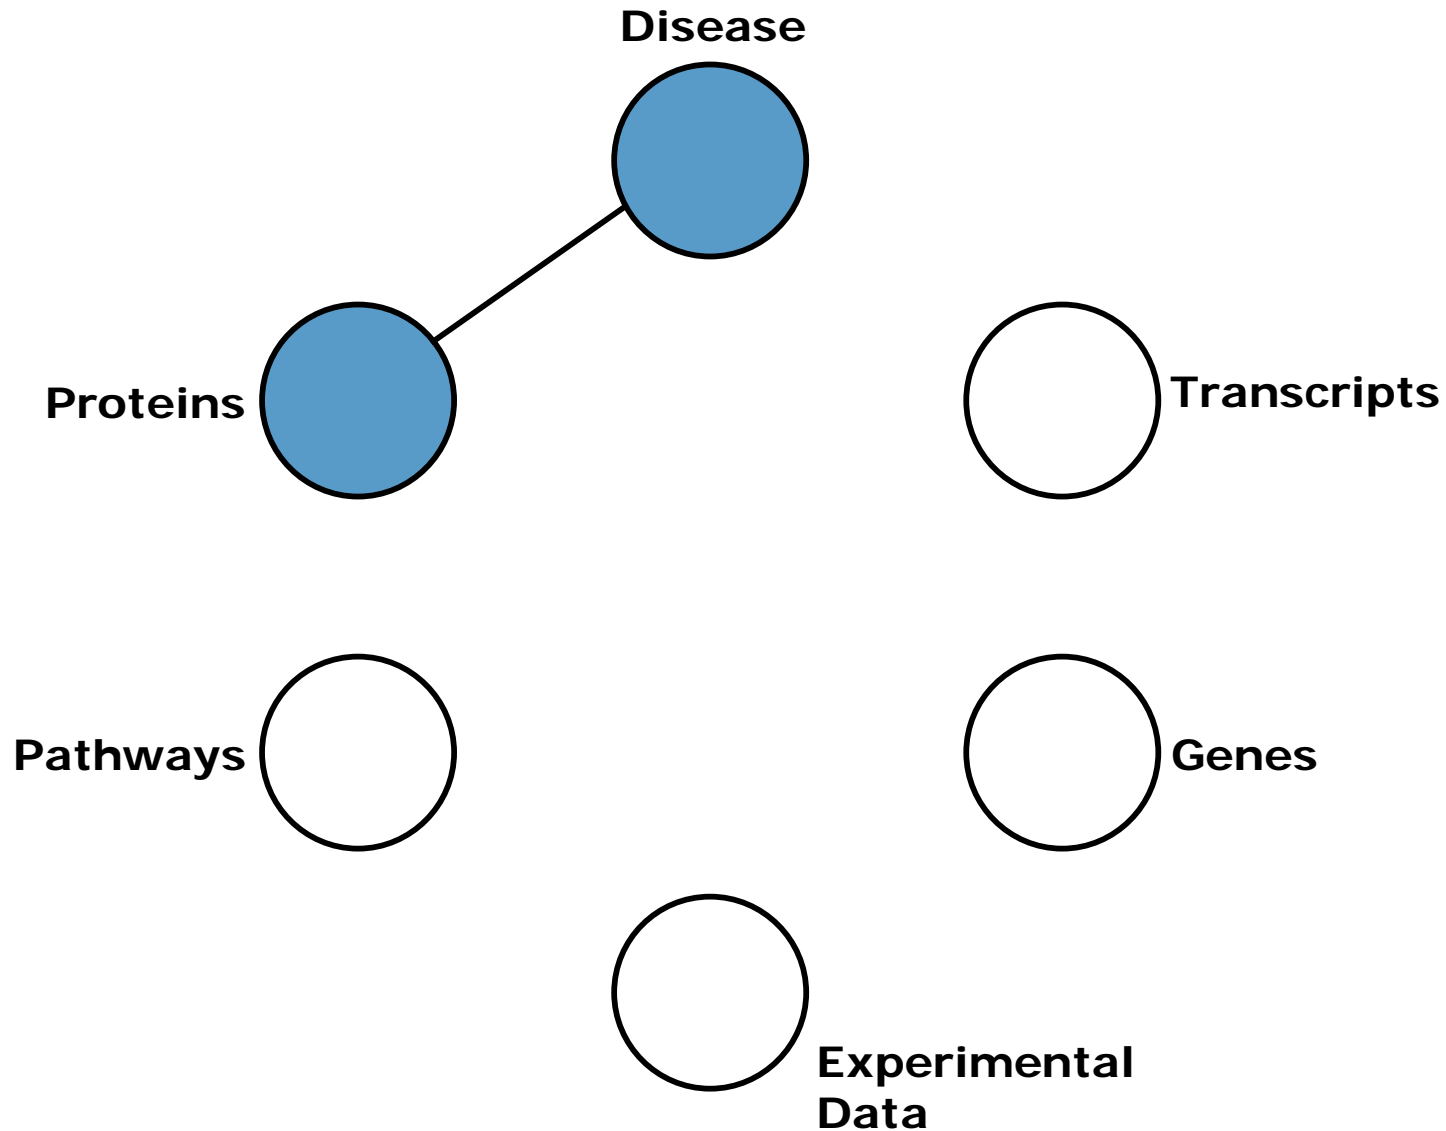 Disease
Proteins
Transcripts
Pathways
Genes
Experimental
Data